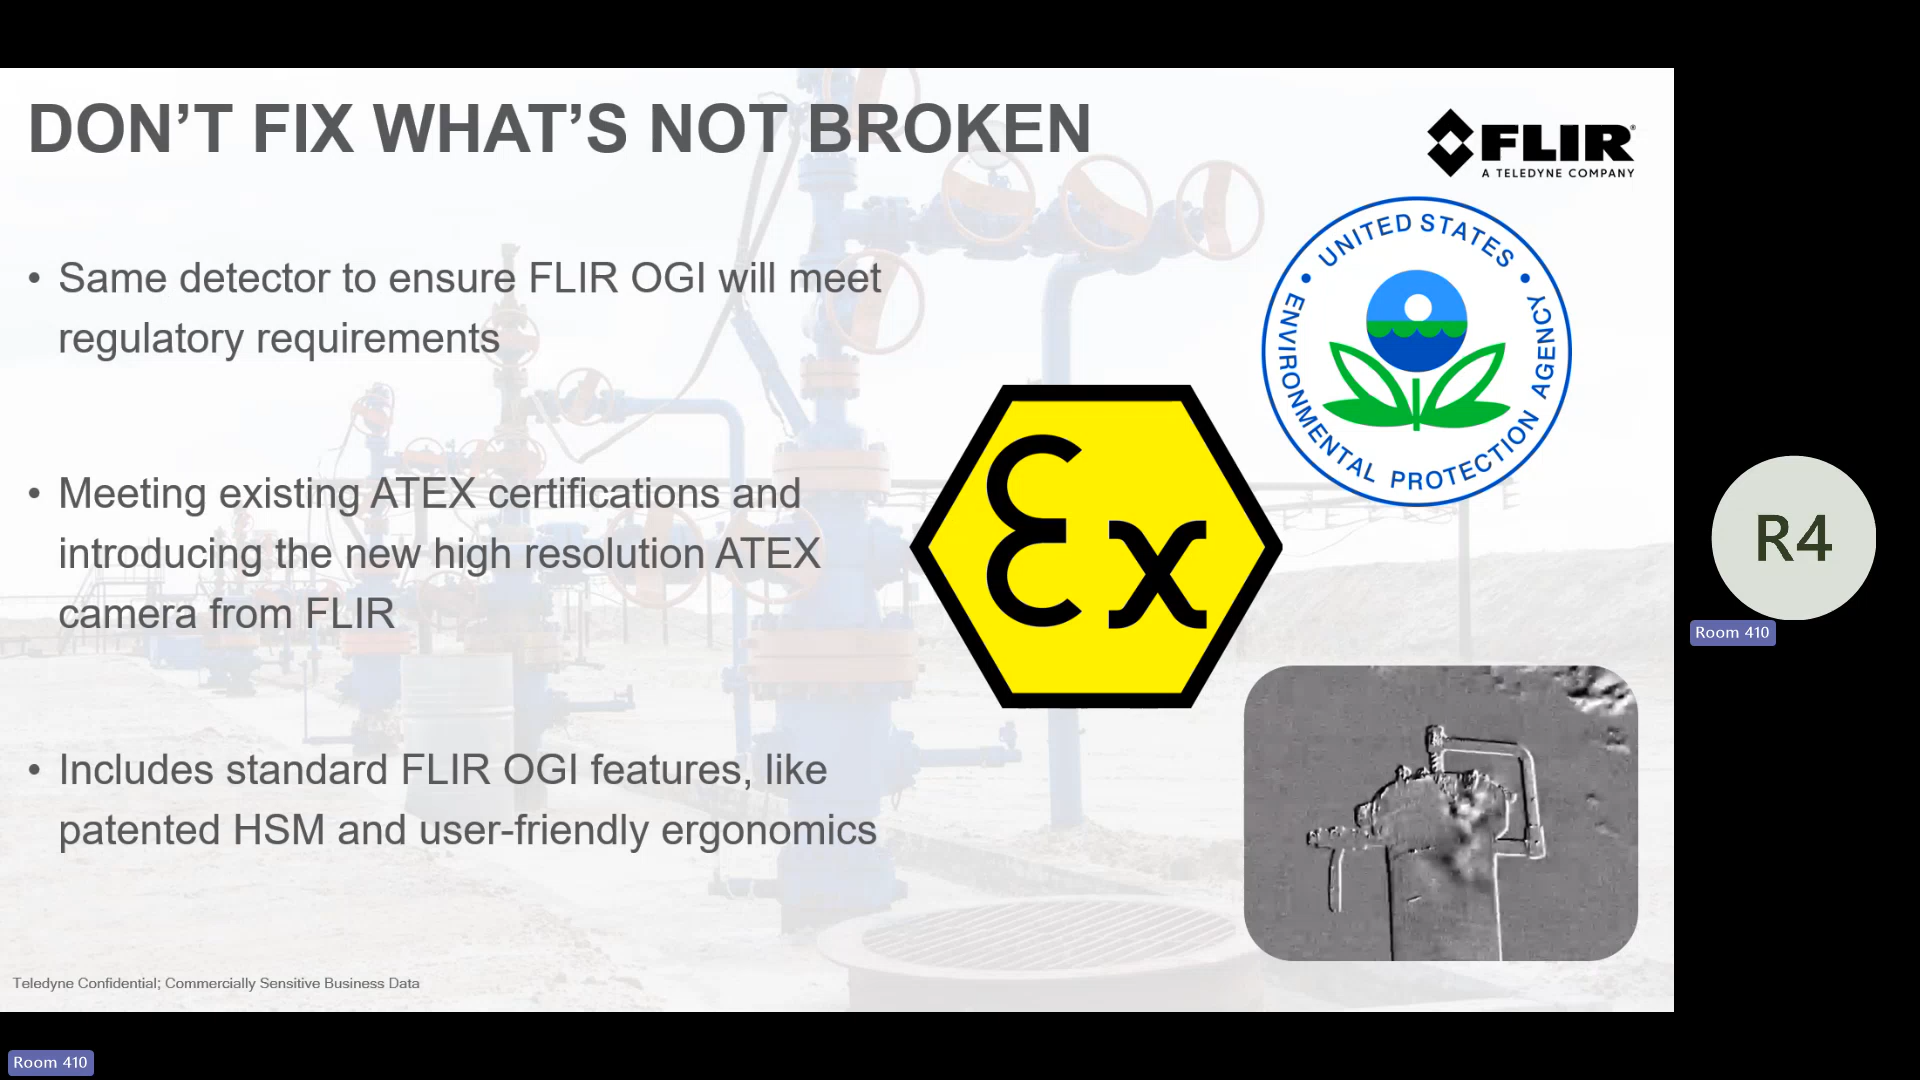 DON’T FIX WHAT’S NOT BROKEN
FLIR
A TELEDYNE COMPANY
• Same detector to ensure FLIR OGI will meet
regulatory requirements
• Meeting existing ATEX certifications and
introducing the new high resolution ATEX
camera from FLIR
• Includes standard FLIR OGI features, like
patented HSM and user-friendly ergonomics
UNITED STATES
ENVIRONMENTAL PROTECTION AGENCY
Ex
R4
Room 410
Teledyne Confidential; Commercially Sensitive Business Data
Room 410